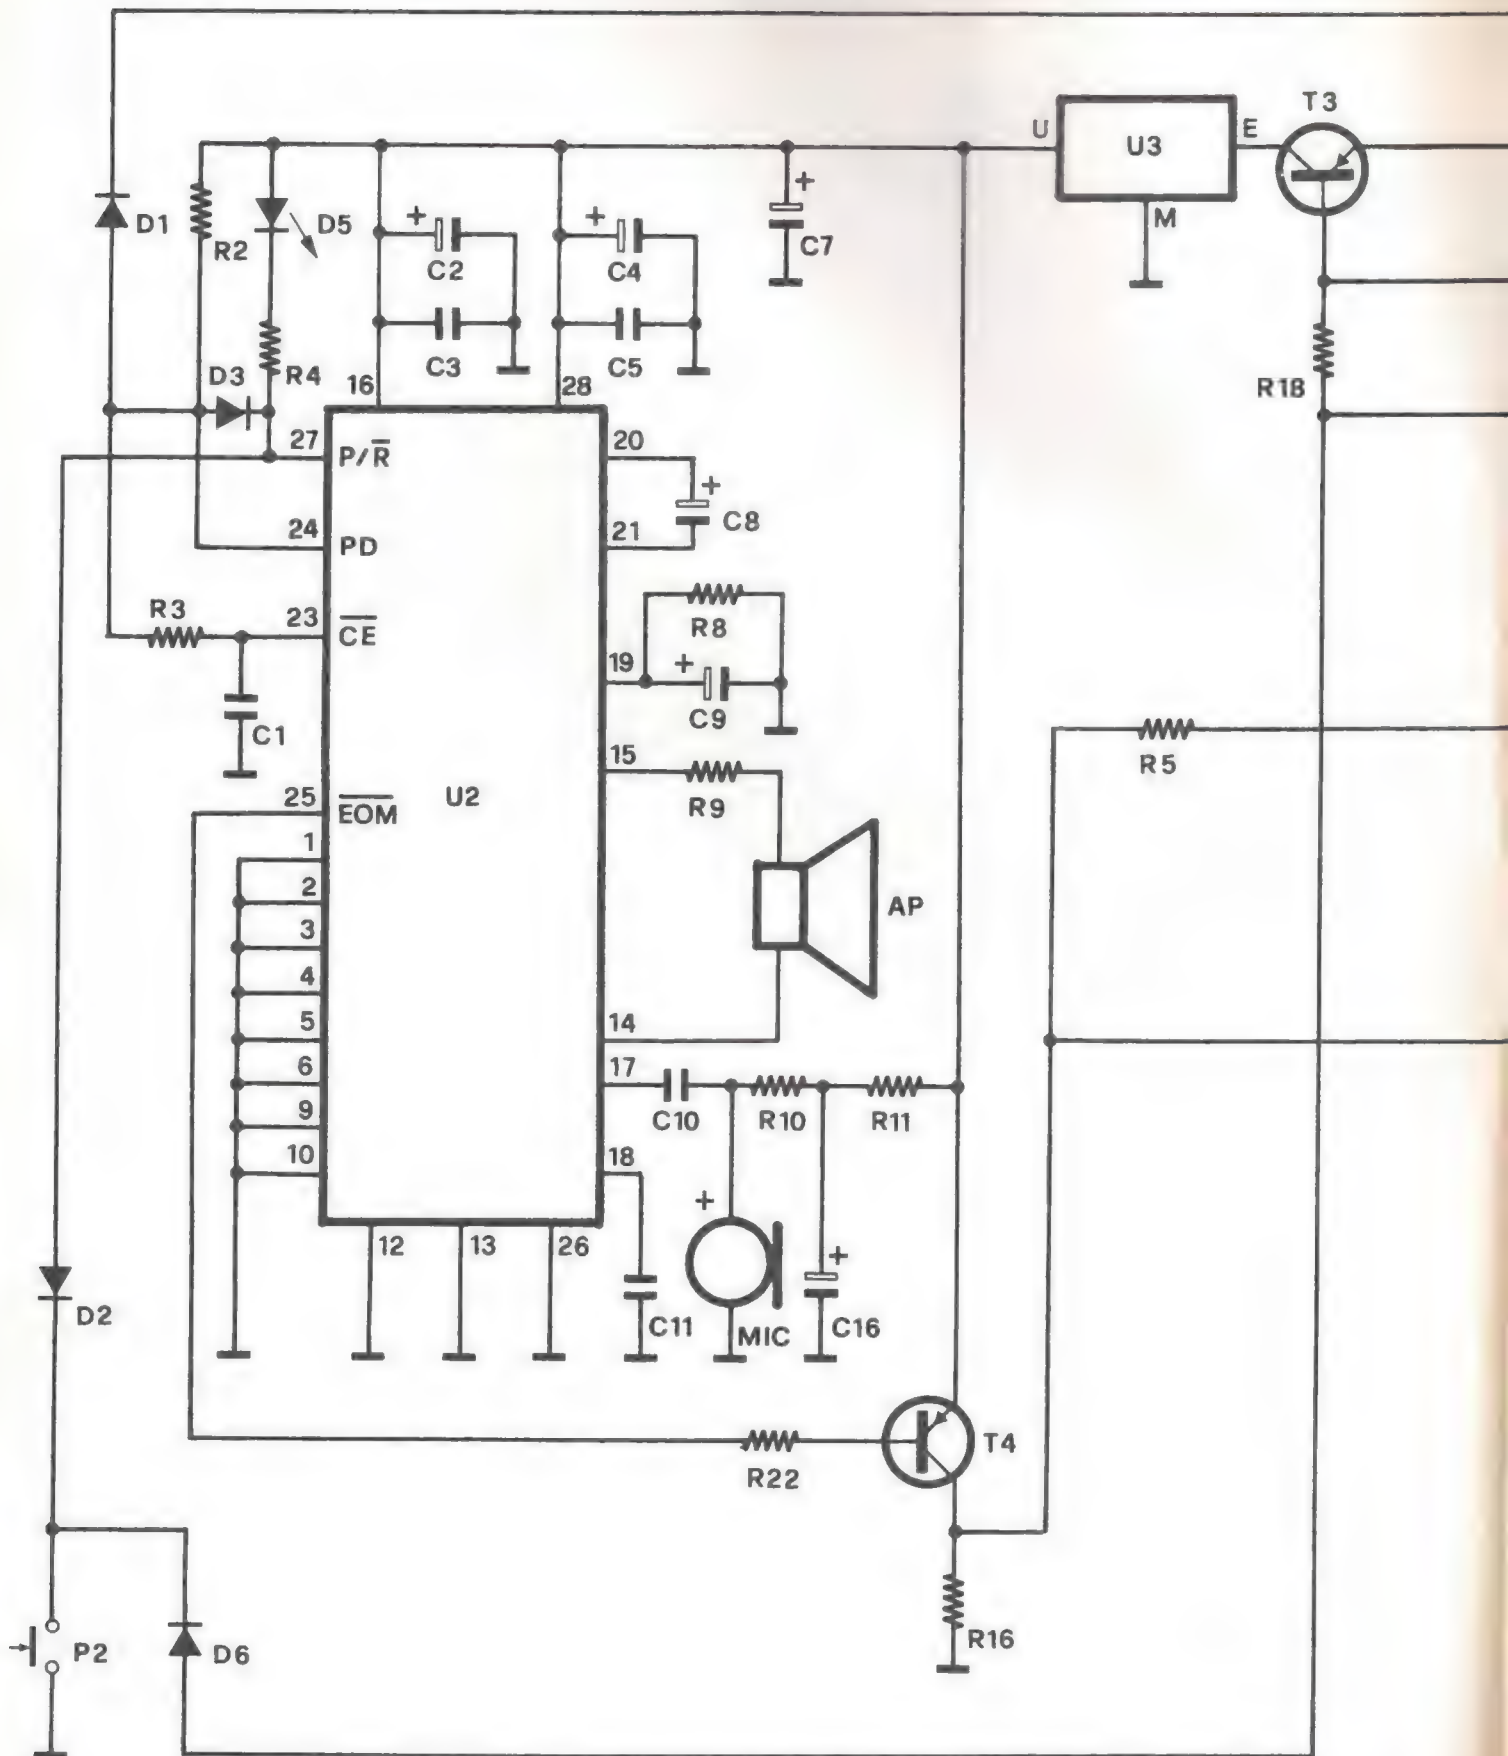 T3
U
U3
E
M
D1
R2
D5
+
C2
+
C4
+
C7
C3
C5
D3
R4
16
28
R18
27
P/R̅
20
+
C8
24
PD
21
R3
23
C̅E̅
R8
19
+
C9
C1
15
R9
R5
25
E̅O̅M̅
U2
1
2
3
4
5
6
9
10
AP
14
17
C10
R10
R11
18
12
13
26
+
+
C11
MIC
C16
D2
R22
T4
P2
D6
R16